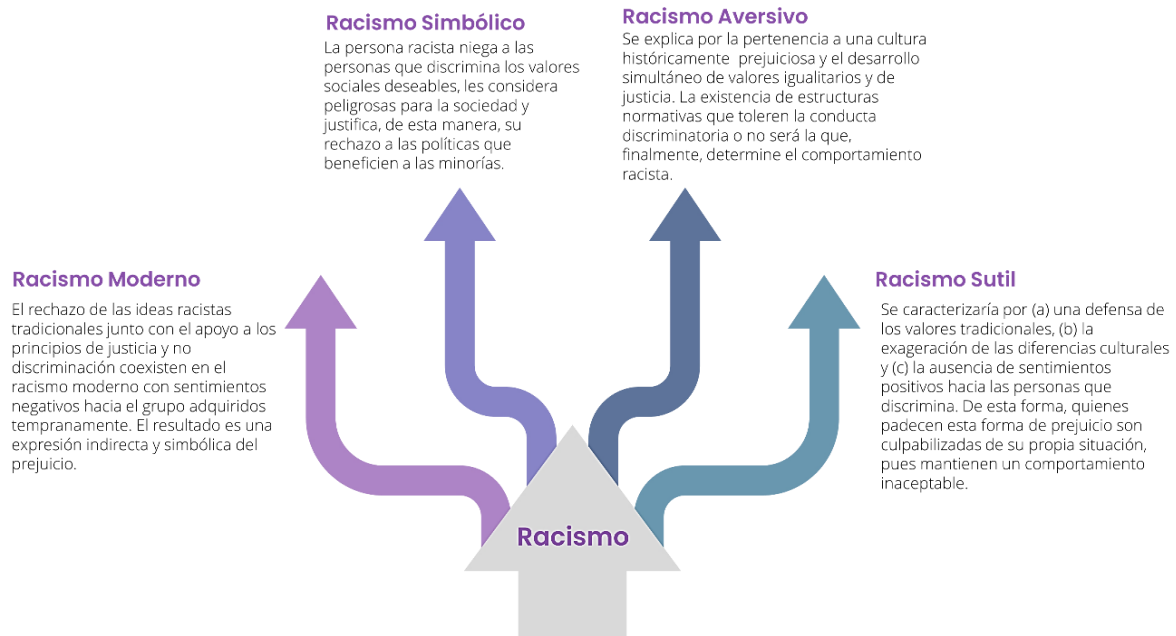 Racismo Simbólico
La persona racista niega a las
personas que discrimina los valores
sociales deseables, les considera
peligrosas para la sociedad y
justifica, de esta manera, su
rechazo a las políticas que
beneficien a las minorías.
Racismo Aversivo
Se explica por la pertenencia a una cultura
históricamente prejuiciosa y el desarrollo
simultáneo de valores igualitarios y de
justicia. La existencia de estructuras
normativas que toleren la conducta
discriminatoria o no será la que,
finalmente, determine el comportamiento
racista.
Racismo Moderno
El rechazo de las ideas racistas
tradicionales junto con el apoyo a los
principios de justicia y no
discriminación coexisten en el
racismo moderno con sentimientos
negativos hacia el grupo adquiridos
tempranamente. El resultado es una
expresión indirecta y simbólica del
prejuicio.
Racismo Sutil
Se caracterizaría por (a) una defensa de
los valores tradicionales, (b) la
exageración de las diferencias culturales
y (c) la ausencia de sentimientos
positivos hacia las personas que
discrimina. De esta forma, quienes
padecen esta forma de prejuicio son
culpabilizadas de su propia situación,
pues mantienen un comportamiento
inaceptable.
Racismo